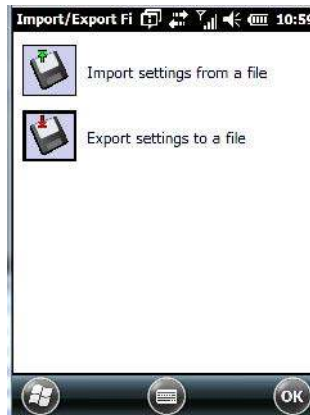 Import/Export Fi 10:59
Import settings from a file
Export settings to a file
OK